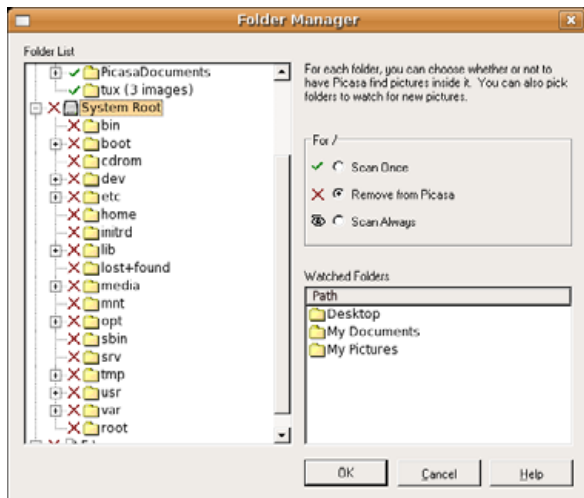 Folder Manager
Folder List
PicasaDocuments
tux (3 images)
System Root
bin
boot
cdrom
dev
etc
home
initrd
lib
lost+found
media
mnt
opt
sbin
srv
tmp
usr
var
root
For each folder, you can choose whether or not to
have Picasa find pictures inside it. You can also pick
folders to watch for new pictures.
For /
Scan Once
Remove from Picasa
Scan Always
Watched Folders
Path
Desktop
My Documents
My Pictures
OK
Cancel
Help